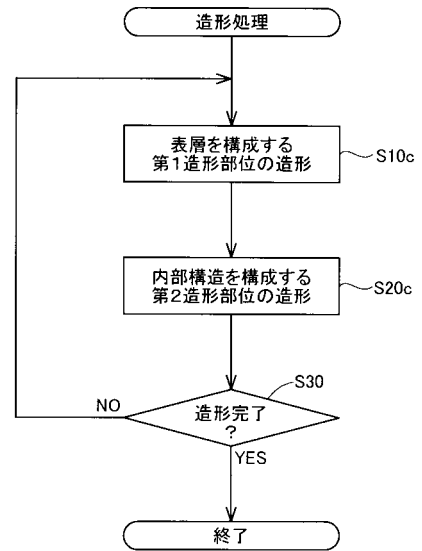 造形処理
表層を構成する
第1造形部位の造形
S10c
内部構造を構成する
第2造形部位の造形
S20c
S30
造形完了
?
NO
YES
終了